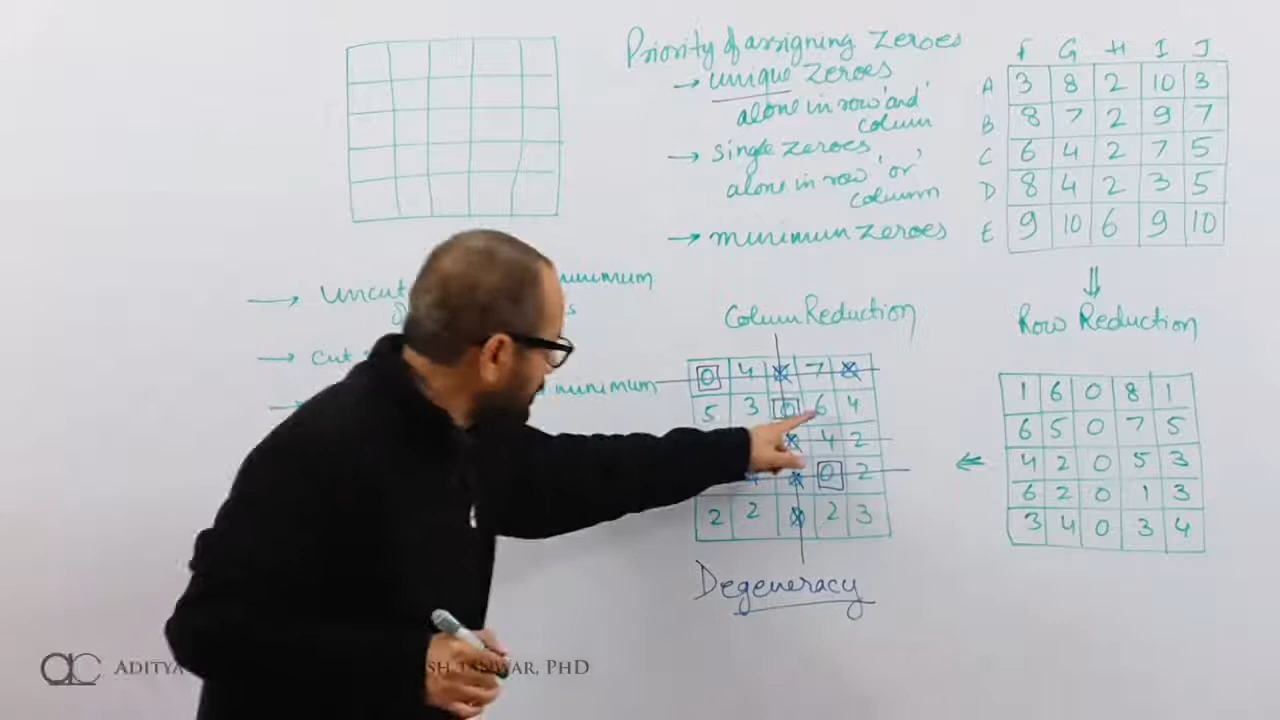 Priority of assigning zeroes
→ unique zeroes
alone in row 'and' column
→ single zeroes
alone in row 'or' column
→ minimum zeroes
F G H I J
A 3 8 2 10 3
B 8 7 2 9 7
C 6 4 2 7 5
D 8 4 2 3 5
E 9 10 6 9 10
→ uncut minimum
→ cut
→ minimum
Column Reduction
0 4 7
5 3 0 6 4
4 2
0 2
2 2 2 3
Degeneracy
Row Reduction
1 6 0 8 1
6 5 0 7 5
4 2 0 5 3
6 2 0 1 3
3 4 0 3 4
ac ADITYA SH TANWAR, PHD